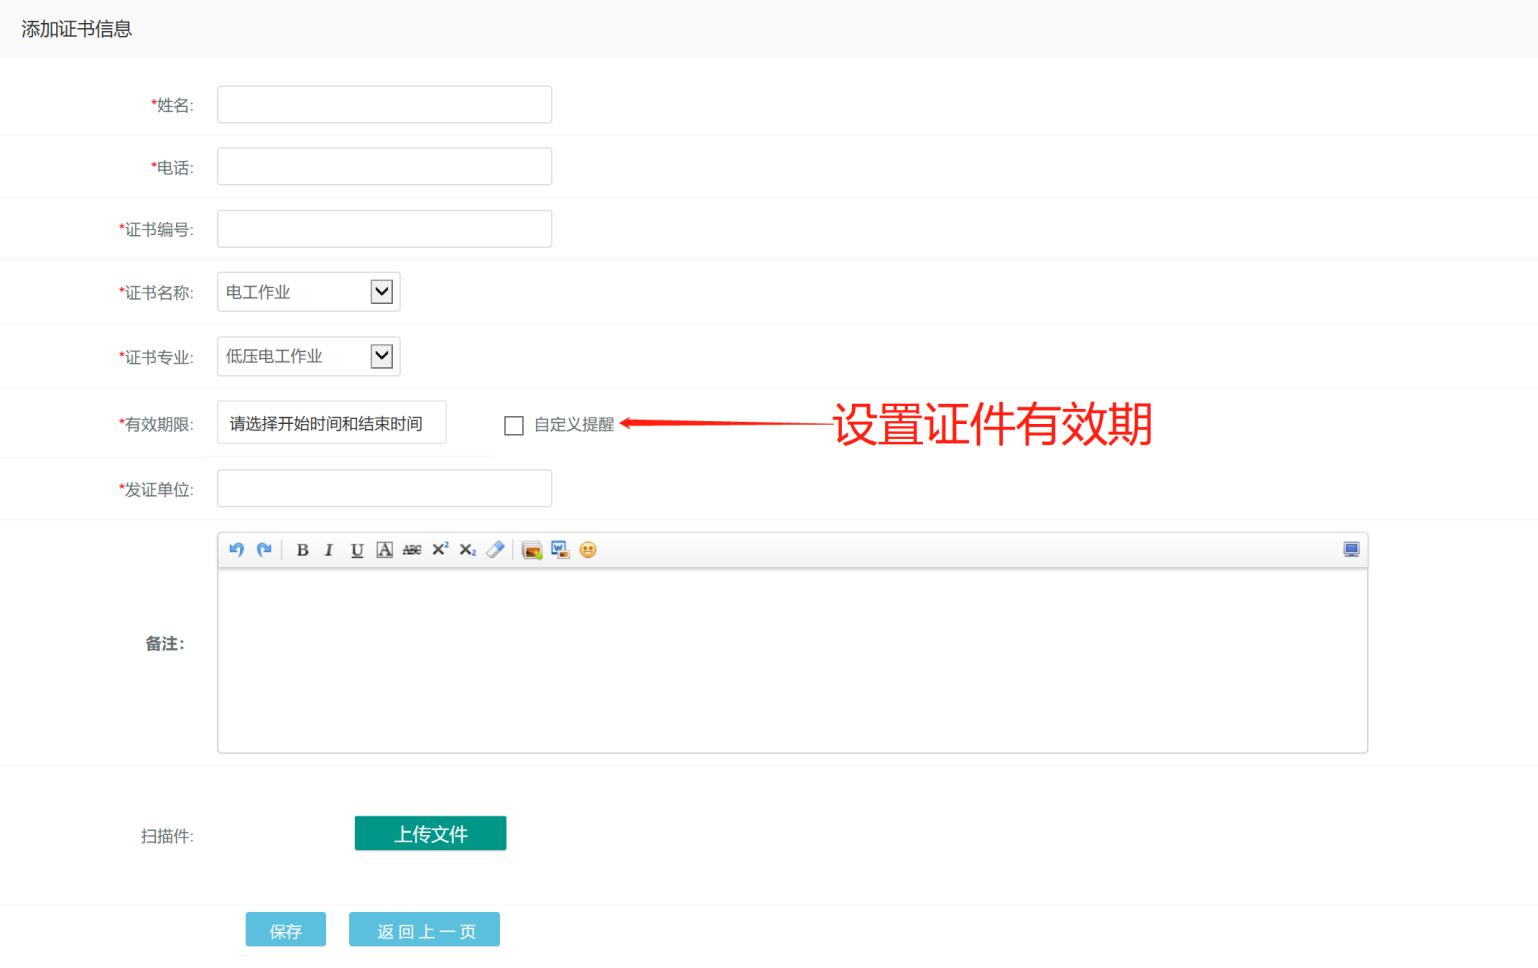 添加证书信息
*姓名:
*电话:
*证书编号:
*证书名称: 电工作业
*证书专业: 低压电工作业
*有效期限: 请选择开始时间和结束时间 自定义提醒 设置证件有效期
*发证单位:
B I U A ABC X² X₂ W
备注:
扫描件: 上传文件
保存 返回上一页